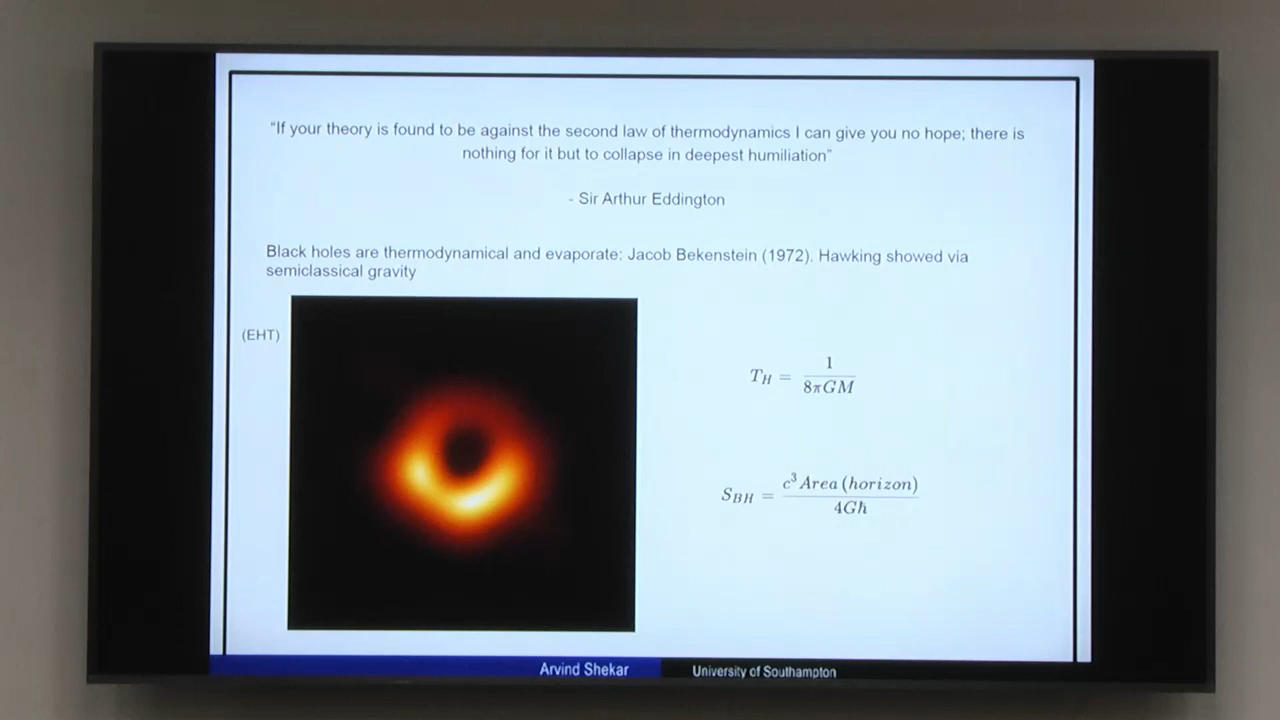 “If your theory is found to be against the second law of thermodynamics I can give you no hope; there is
nothing for it but to collapse in deepest humiliation”
- Sir Arthur Eddington
Black holes are thermodynamical and evaporate: Jacob Bekenstein (1972). Hawking showed via
semiclassical gravity
(EHT)
T_H = 1 / 8πGM
S_BH = c³ Area (horizon) / 4Għ
Arvind Shekar
University of Southampton